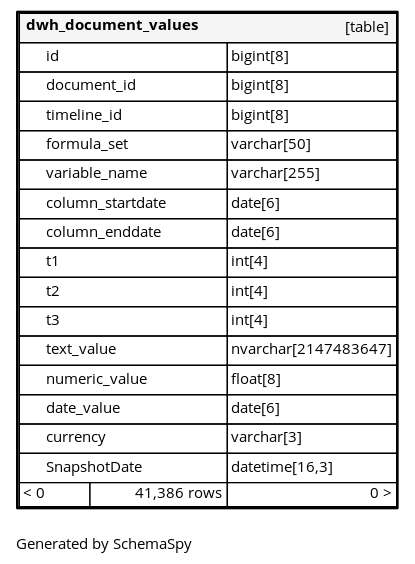 dwh_document_values [table]
id bigint[8]
document_id bigint[8]
timeline_id bigint[8]
formula_set varchar[50]
variable_name varchar[255]
column_startdate date[6]
column_enddate date[6]
t1 int[4]
t2 int[4]
t3 int[4]
text_value nvarchar[2147483647]
numeric_value float[8]
date_value date[6]
currency varchar[3]
SnapshotDate datetime[16,3]
< 0 41,386 rows 0 >
Generated by SchemaSpy